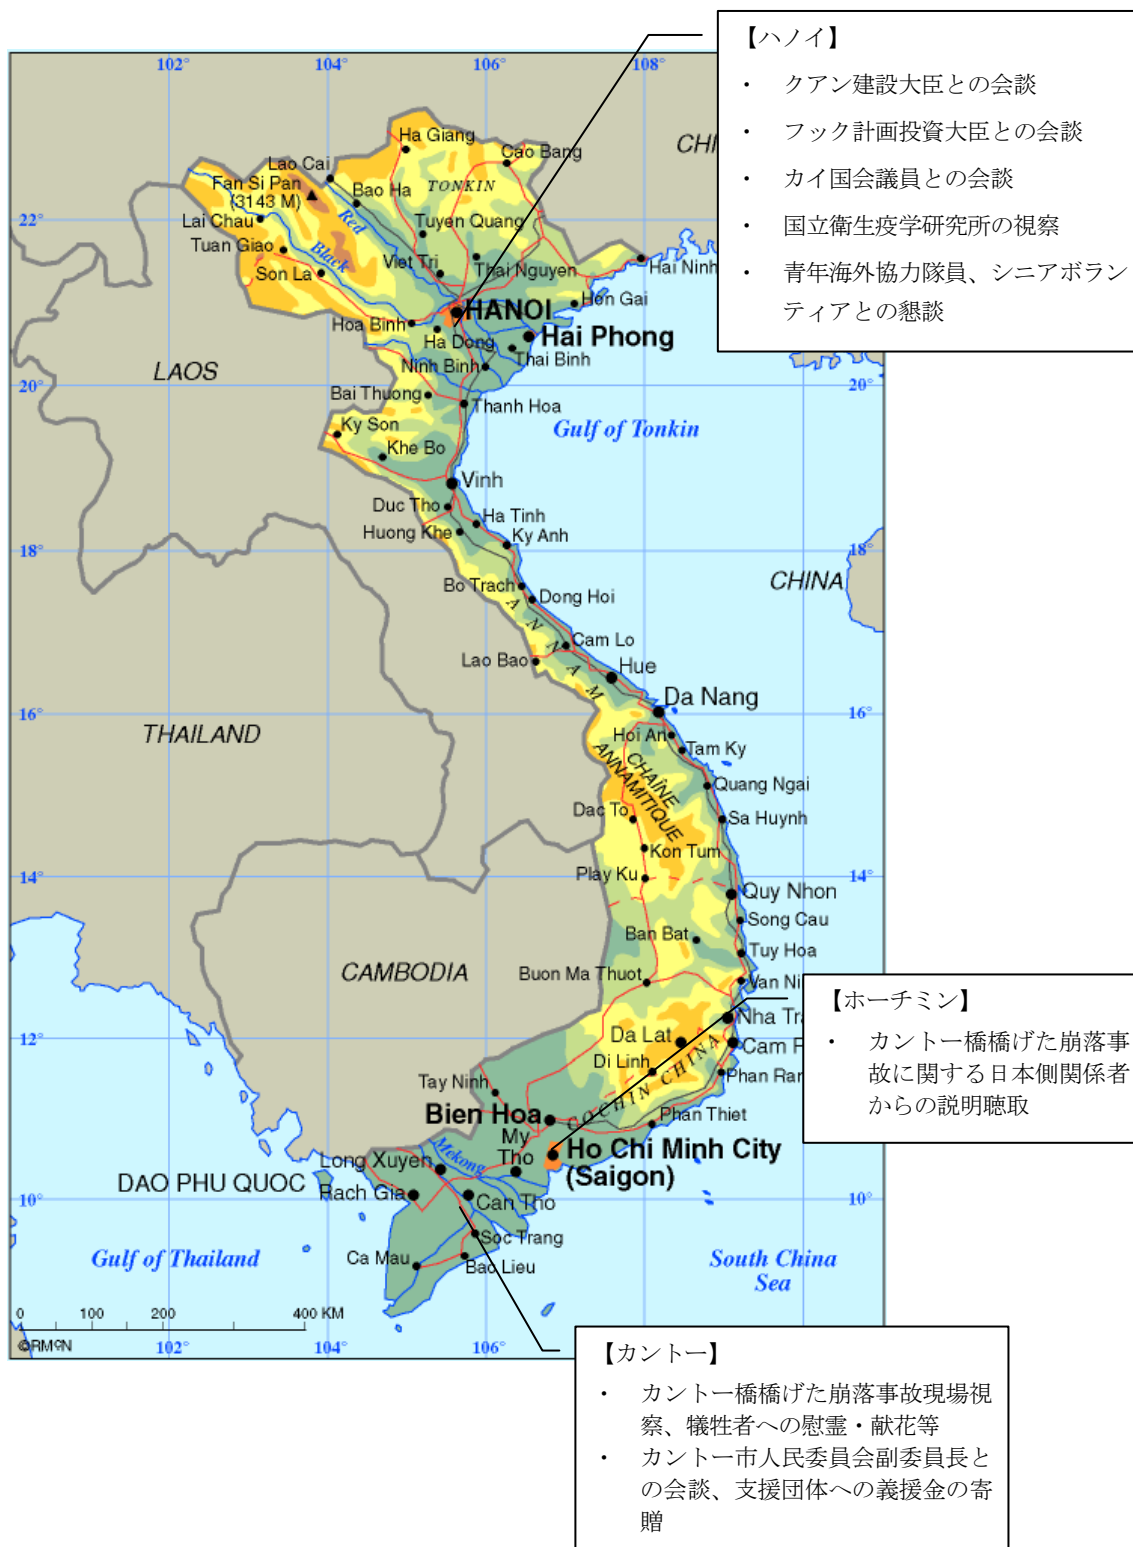 【ハノイ】
・ クアン建設大臣との会談
・ フック計画投資大臣との会談
・ カイ国会議員との会談
・ 国立衛生疫学研究所の視察
・ 青年海外協力隊員、シニアボラン
ティアとの懇談
102°
104°
106°
108°
Ha Giang
Cao Bang
CHI
Lao Cai
Fan Si Pan
(3143 M)
Bao Ha
TONKIN
Lai Chau
Red
Tuyen Quang
22°
Tuan Giao
Black
Viet Tri
Thai Nguyen
Son La
Hai Ninh
Hon Gai
HANOI
Hoa Binh
Ha Dong
Hai Phong
Thai Binh
Ninh Binh
LAOS
20°
20°
Bai Thuong
Thanh Hoa
Ky Son
Gulf of Tonkin
Khe Bo
Vinh
Duc Tho
Ha Tinh
Huong Khe
Ky Anh
18°
18°
CHINA
Bo Trach
Dong Hoi
ANNAM
Cam Lo
Lao Bao
Hue
Da Nang
16°
16°
THAILAND
Hoi An
Tam Ky
CHAÎNE
ANNAMITIQUE
Quang Ngai
Dac To
Sa Huynh
Kon Tum
14°
14°
Play Ku
Quy Nhon
Song Cau
Ban Bat
Tuy Hoa
CAMBODIA
Buon Ma Thuot
Van Ni
【ホーチミン】
・ カントー橋橋げた崩落事
故に関する日本側関係者
からの説明聴取
Nha Tra
12°
Da Lat
Cam R
Di Linh
Phan Ran
COCHIN CHINA
Tay Ninh
Bien Hoa
Phan Thiet
My
Tho
Ho Chi Minh City
(Saigon)
Mekong
Long Xuyen
DAO PHU QUOC
Rach Gia
Can Tho
10°
10°
Soc Trang
Gulf of Thailand
Ca Mau
Bao Lieu
South China
Sea
0 100 200 400 KM
102°
104°
106°
【カントー】
・ カントー橋橋げた崩落事故現場視
察、犠牲者への慰霊・献花等
・ カントー市人民委員会副委員長と
の会談、支援団体への義援金の寄
贈